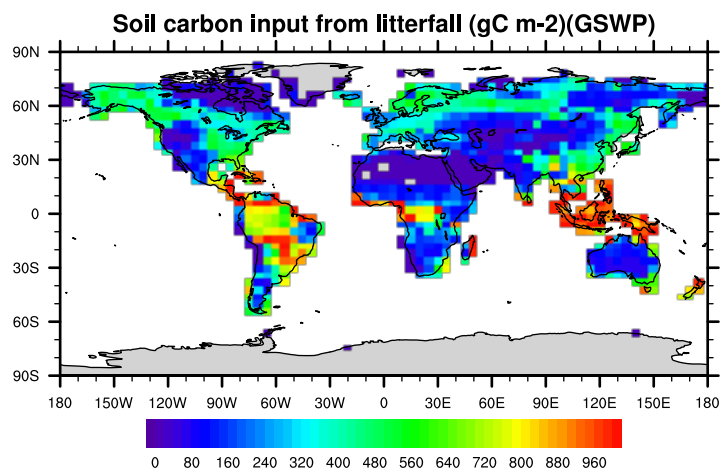 Soil carbon input from litterfall (gC m-2)(GSWP)
90N
60N
30N
0
30S
60S
90S
180 150W 120W 90W 60W 30W 0 30E 60E 90E 120E 150E 180
0 80 160 240 320 400 480 560 640 720 800 880 960